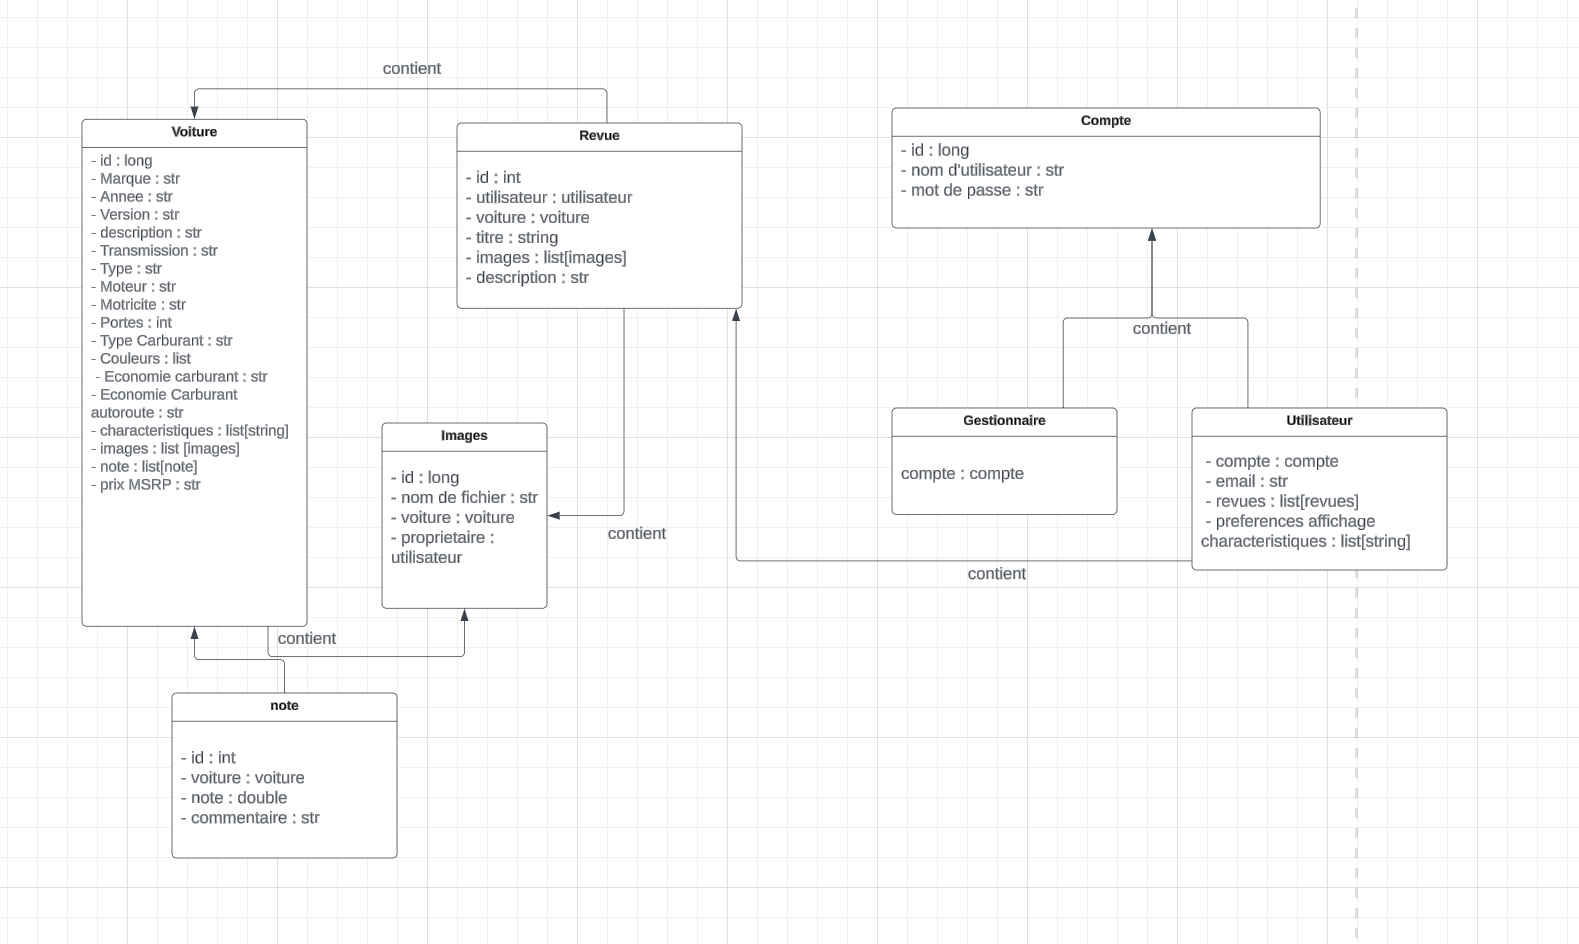 contient
Voiture
- id : long
- Marque : str
- Annee : str
- Version : str
- description : str
- Transmission : str
- Type : str
- Moteur : str
- Motricite : str
- Portes : int
- Type Carburant : str
- Couleurs : list
- Economie carburant : str
- Economie Carburant
autoroute : str
- characteristiques : list[string]
- images : list [images]
- note : list[note]
- prix MSRP : str
Revue
- id : int
- utilisateur : utilisateur
- voiture : voiture
- titre : string
- images : list[images]
- description : str
Compte
- id : long
- nom d'utilisateur : str
- mot de passe : str
contient
Gestionnaire
compte : compte
Utilisateur
- compte : compte
- email : str
- revues : list[revues]
- preferences affichage
characteristiques : list[string]
Images
- id : long
- nom de fichier : str
- voiture : voiture
- proprietaire :
utilisateur
contient
contient
contient
note
- id : int
- voiture : voiture
- note : double
- commentaire : str